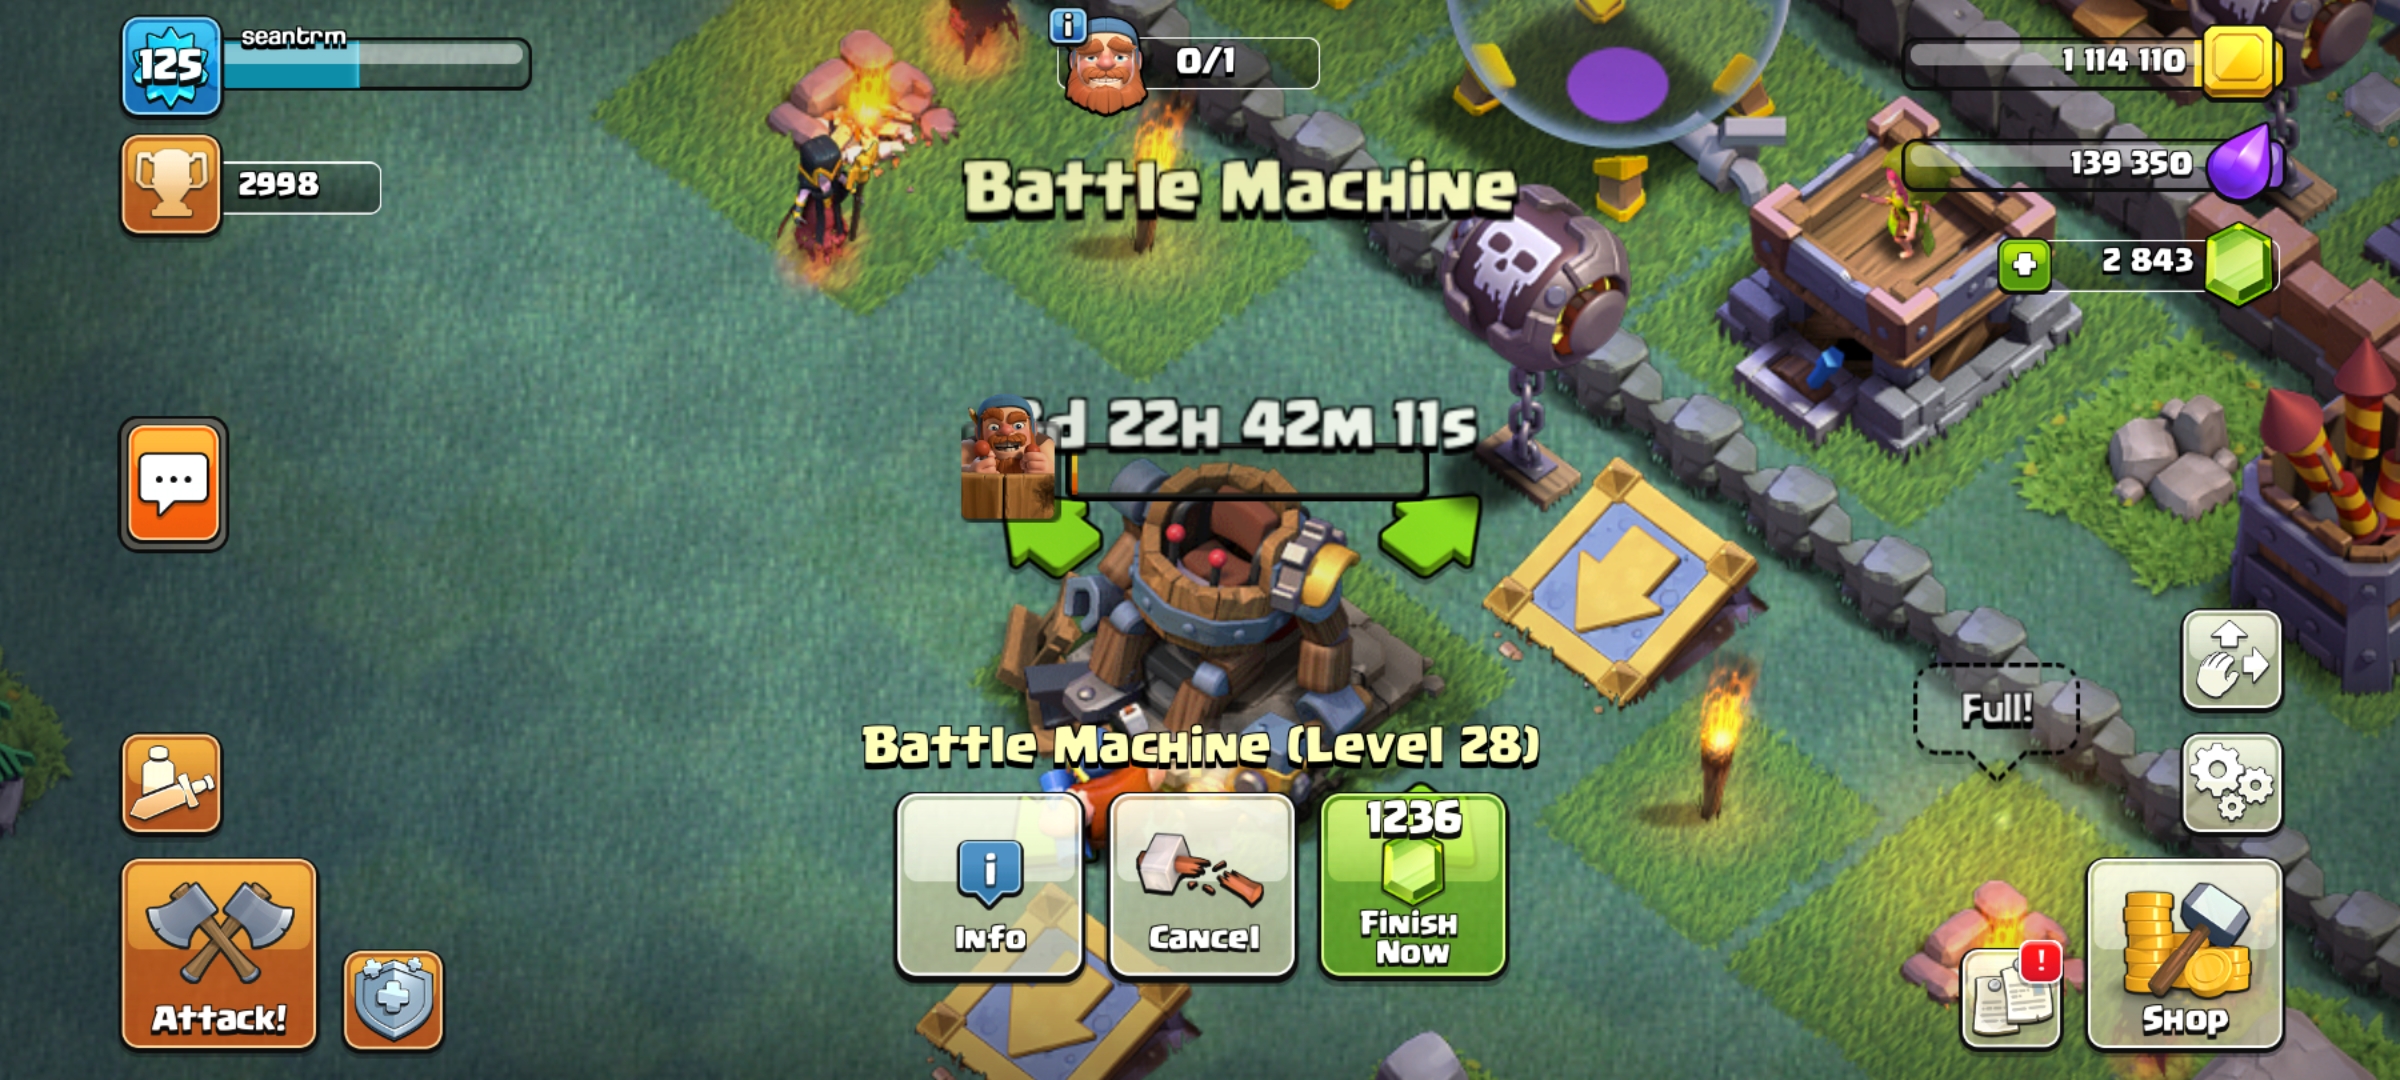 seantrm
125
0/1
1 114 110
2998
Battle Machine
139 350
2 843
d 22H 42M 11s
Full!
Battle Machine (Level 28)
1236
i
Info
Cancel
Finish
Now
Attack!
!
Shop